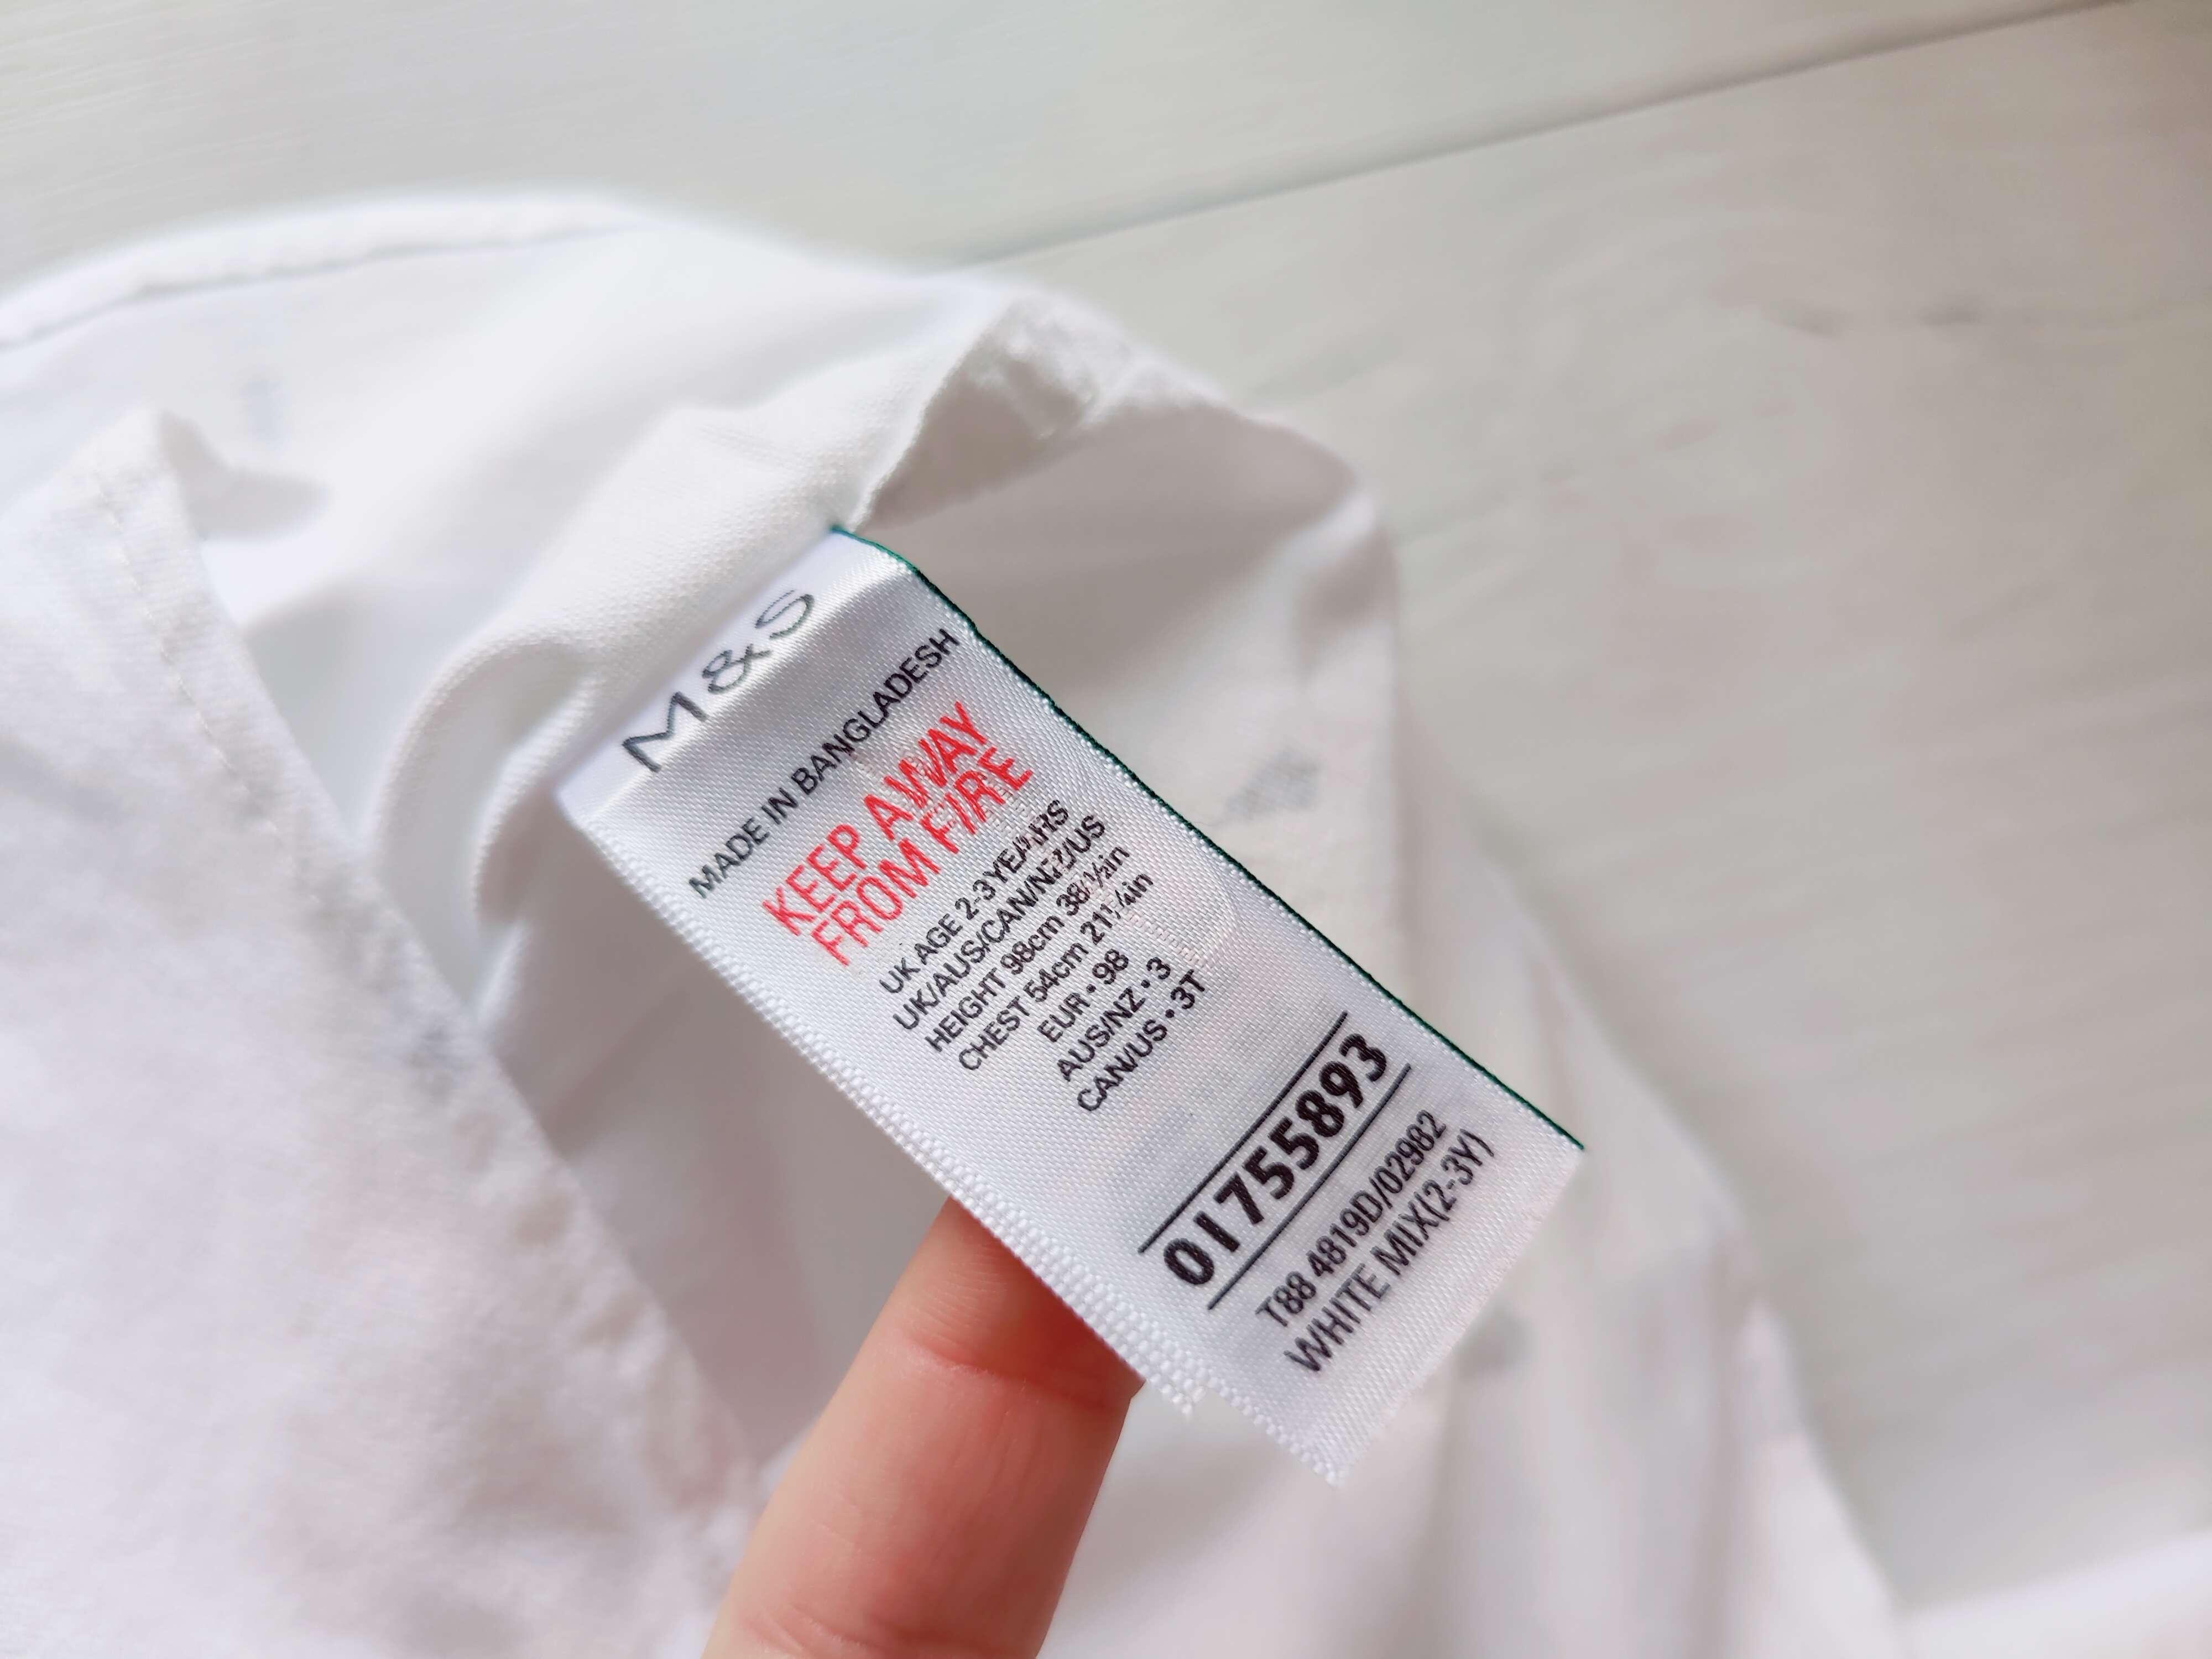 M&S
MADE IN BANGLADESH
KEEP AWAY
FROM FIRE
UK AGE 2-3YEARS
UK/AUS/CAN/NZ/US
HEIGHT 98cm 38½in
CHEST 54cm 21¼in
EUR • 98
AUS/NZ • 3
CAN/US • 3T
01755893
T88 4819D/02982
WHITE MIX(2-3Y)